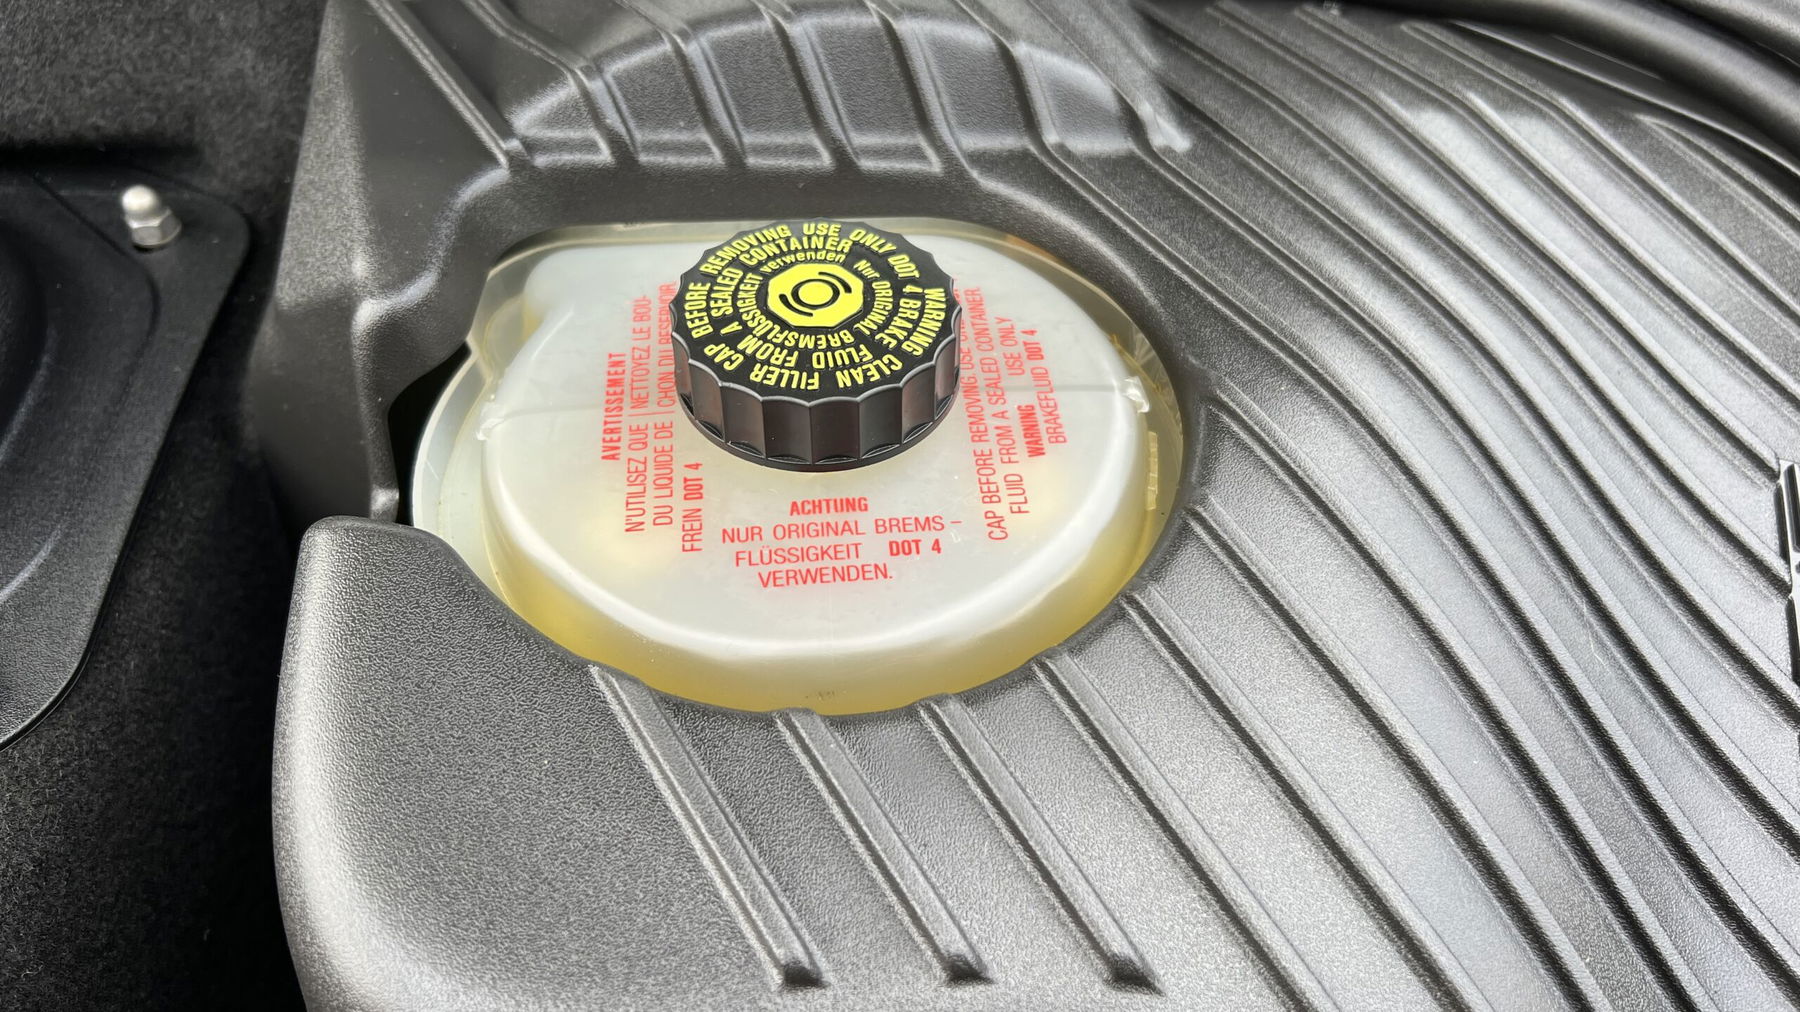 WARNING CLEAN FILLER CAP BEFORE REMOVING USE ONLY DOT
4 BRAKE FLUID FROM A SEALED CONTAINER
Nur ORIGINAL BREMSFLÜSSIGKEIT verwenden
AVERTISSEMENT
N'UTILISEZ QUE NETTOYEZ LE BOU-
DU LIQUIDE DE CHON DU RESERVOIR
FREIN DOT 4
ACHTUNG
NUR ORIGINAL BREMS –
FLÜSSIGKEIT DOT 4
VERWENDEN.
CAP BEFORE REMOVING. USE
FLUID FROM A SEALED CONTAINER
WARNING USE ONLY
BRAKEFLUID DOT 4